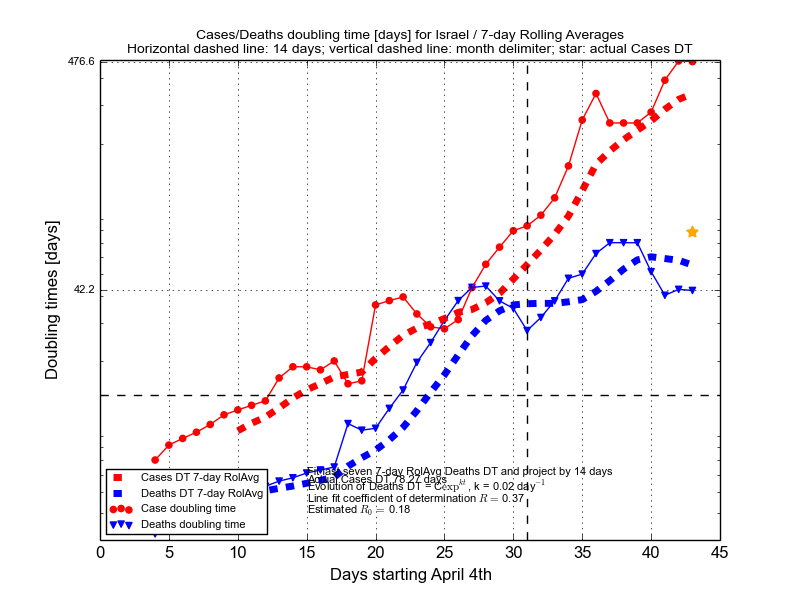 Cases/Deaths doubling time [days] for Israel / 7-day Rolling Averages
Horizontal dashed line: 14 days; vertical dashed line: month delimiter; star: actual Cases DT
476.6
42.2
Doubling times [days]
Fit last seven 7-day RolAvg Deaths DT and project by 14 days
Actual Cases DT 78.27 days
Evolution of Deaths DT = C exp^{kt}, k = 0.02 day^{-1}
Line fit coefficient of determination R = 0.37
Estimated R_0 = 0.18
Cases DT 7-day RolAvg
Deaths DT 7-day RolAvg
Case doubling time
Deaths doubling time
0 5 10 15 20 25 30 35 40 45
Days starting April 4th